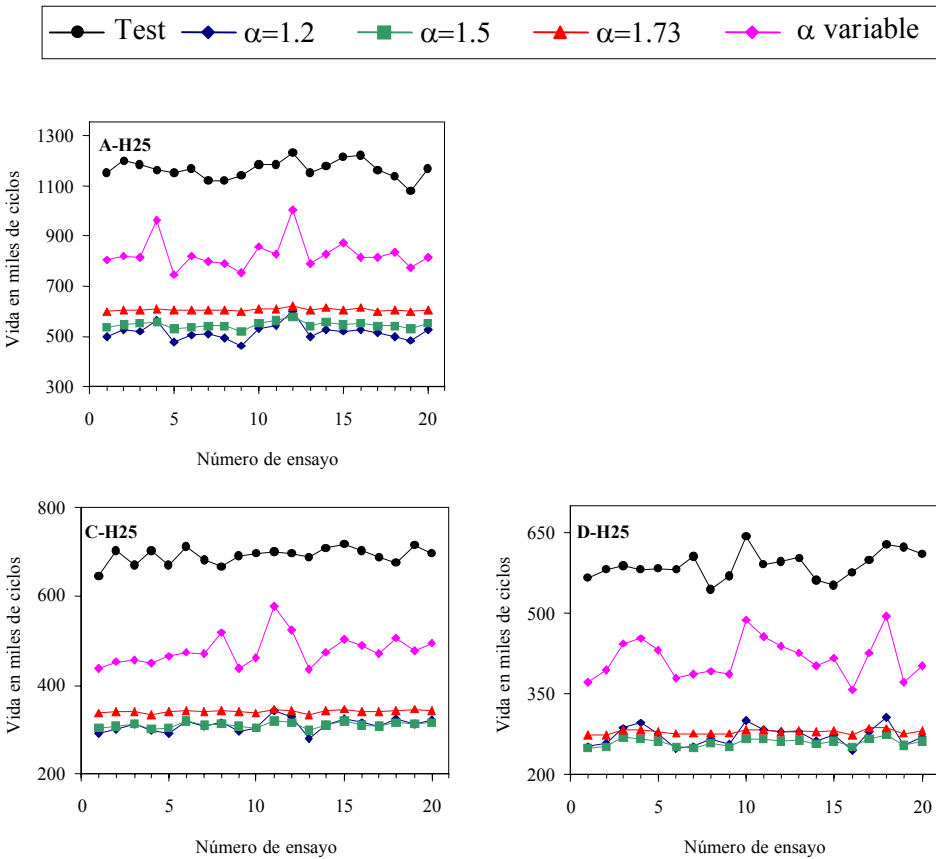 Test α=1.2 α=1.5 α=1.73 α variable
A-H25
Vida en miles de ciclos
1300
1100
900
700
500
300
0 5 10 15 20
Número de ensayo
C-H25
Vida en miles de ciclos
800
600
400
200
0 5 10 15 20
Número de ensayo
D-H25
Vida en miles de ciclos
650
500
350
200
0 5 10 15 20
Número de ensayo